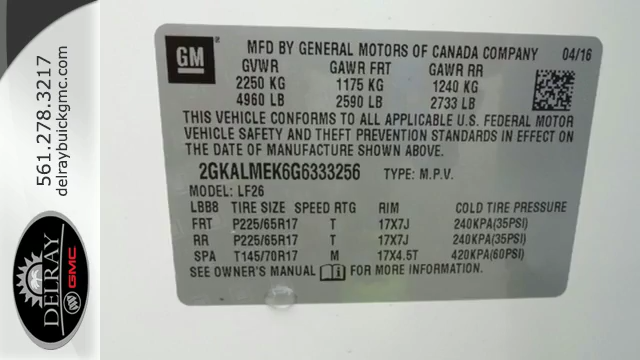 561.278.3217
delraybuickgmc.com
DELRAY
GMC
GM
MFD BY GENERAL MOTORS OF CANADA COMPANY 04/16
GVWR GAWR FRT GAWR RR
2250 KG 1175 KG 1240 KG
4960 LB 2590 LB 2733 LB
THIS VEHICLE CONFORMS TO ALL APPLICABLE U.S. FEDERAL MOTOR
VEHICLE SAFETY AND THEFT PREVENTION STANDARDS IN EFFECT ON
THE DATE OF MANUFACTURE SHOWN ABOVE.
2GKALMEK6G6333256 TYPE: M.P.V.
MODEL: LF26
LBB8 TIRE SIZE SPEED RTG RIM COLD TIRE PRESSURE
FRT P225/65R17 T 17X7J 240KPA(35PSI)
RR P225/65R17 T 17X7J 240KPA(35PSI)
SPA T145/70R17 M 17X4.5T 420KPA(60PSI)
SEE OWNER'S MANUAL FOR MORE INFORMATION.